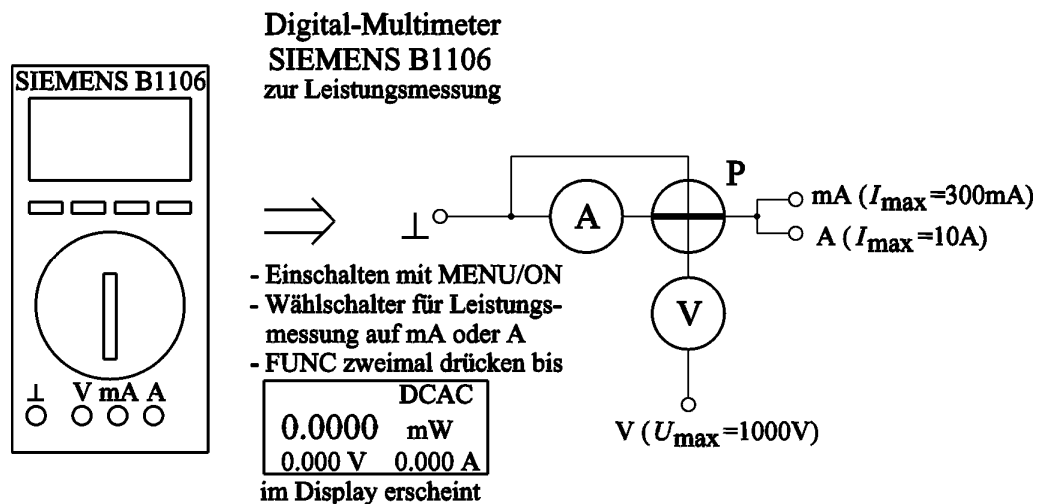 Digital-Multimeter
SIEMENS B1106
zur Leistungsmessung
SIEMENS B1106
⊥ V mA A
- Einschalten mit MENU/ON
- Wählschalter für Leistungs-
messung auf mA oder A
- FUNC zweimal drücken bis
DCAC
0.0000 mW
0.000 V 0.000 A
im Display erscheint
⊥
A
P
V
mA (Imax=300mA)
A (Imax=10A)
V (Umax=1000V)